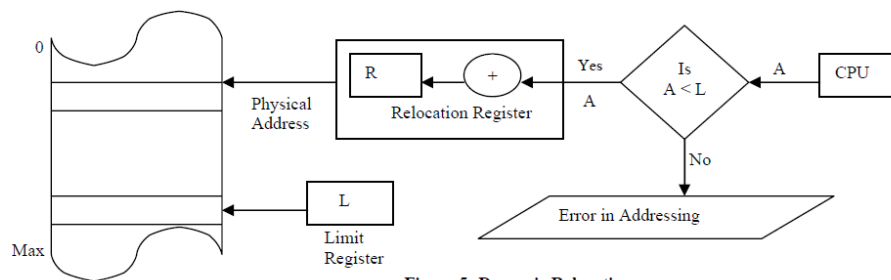 0
R
+
Relocation Register
Physical
Address
Yes
A
Is
A < L
A
CPU
No
Error in Addressing
L
Limit
Register
Max